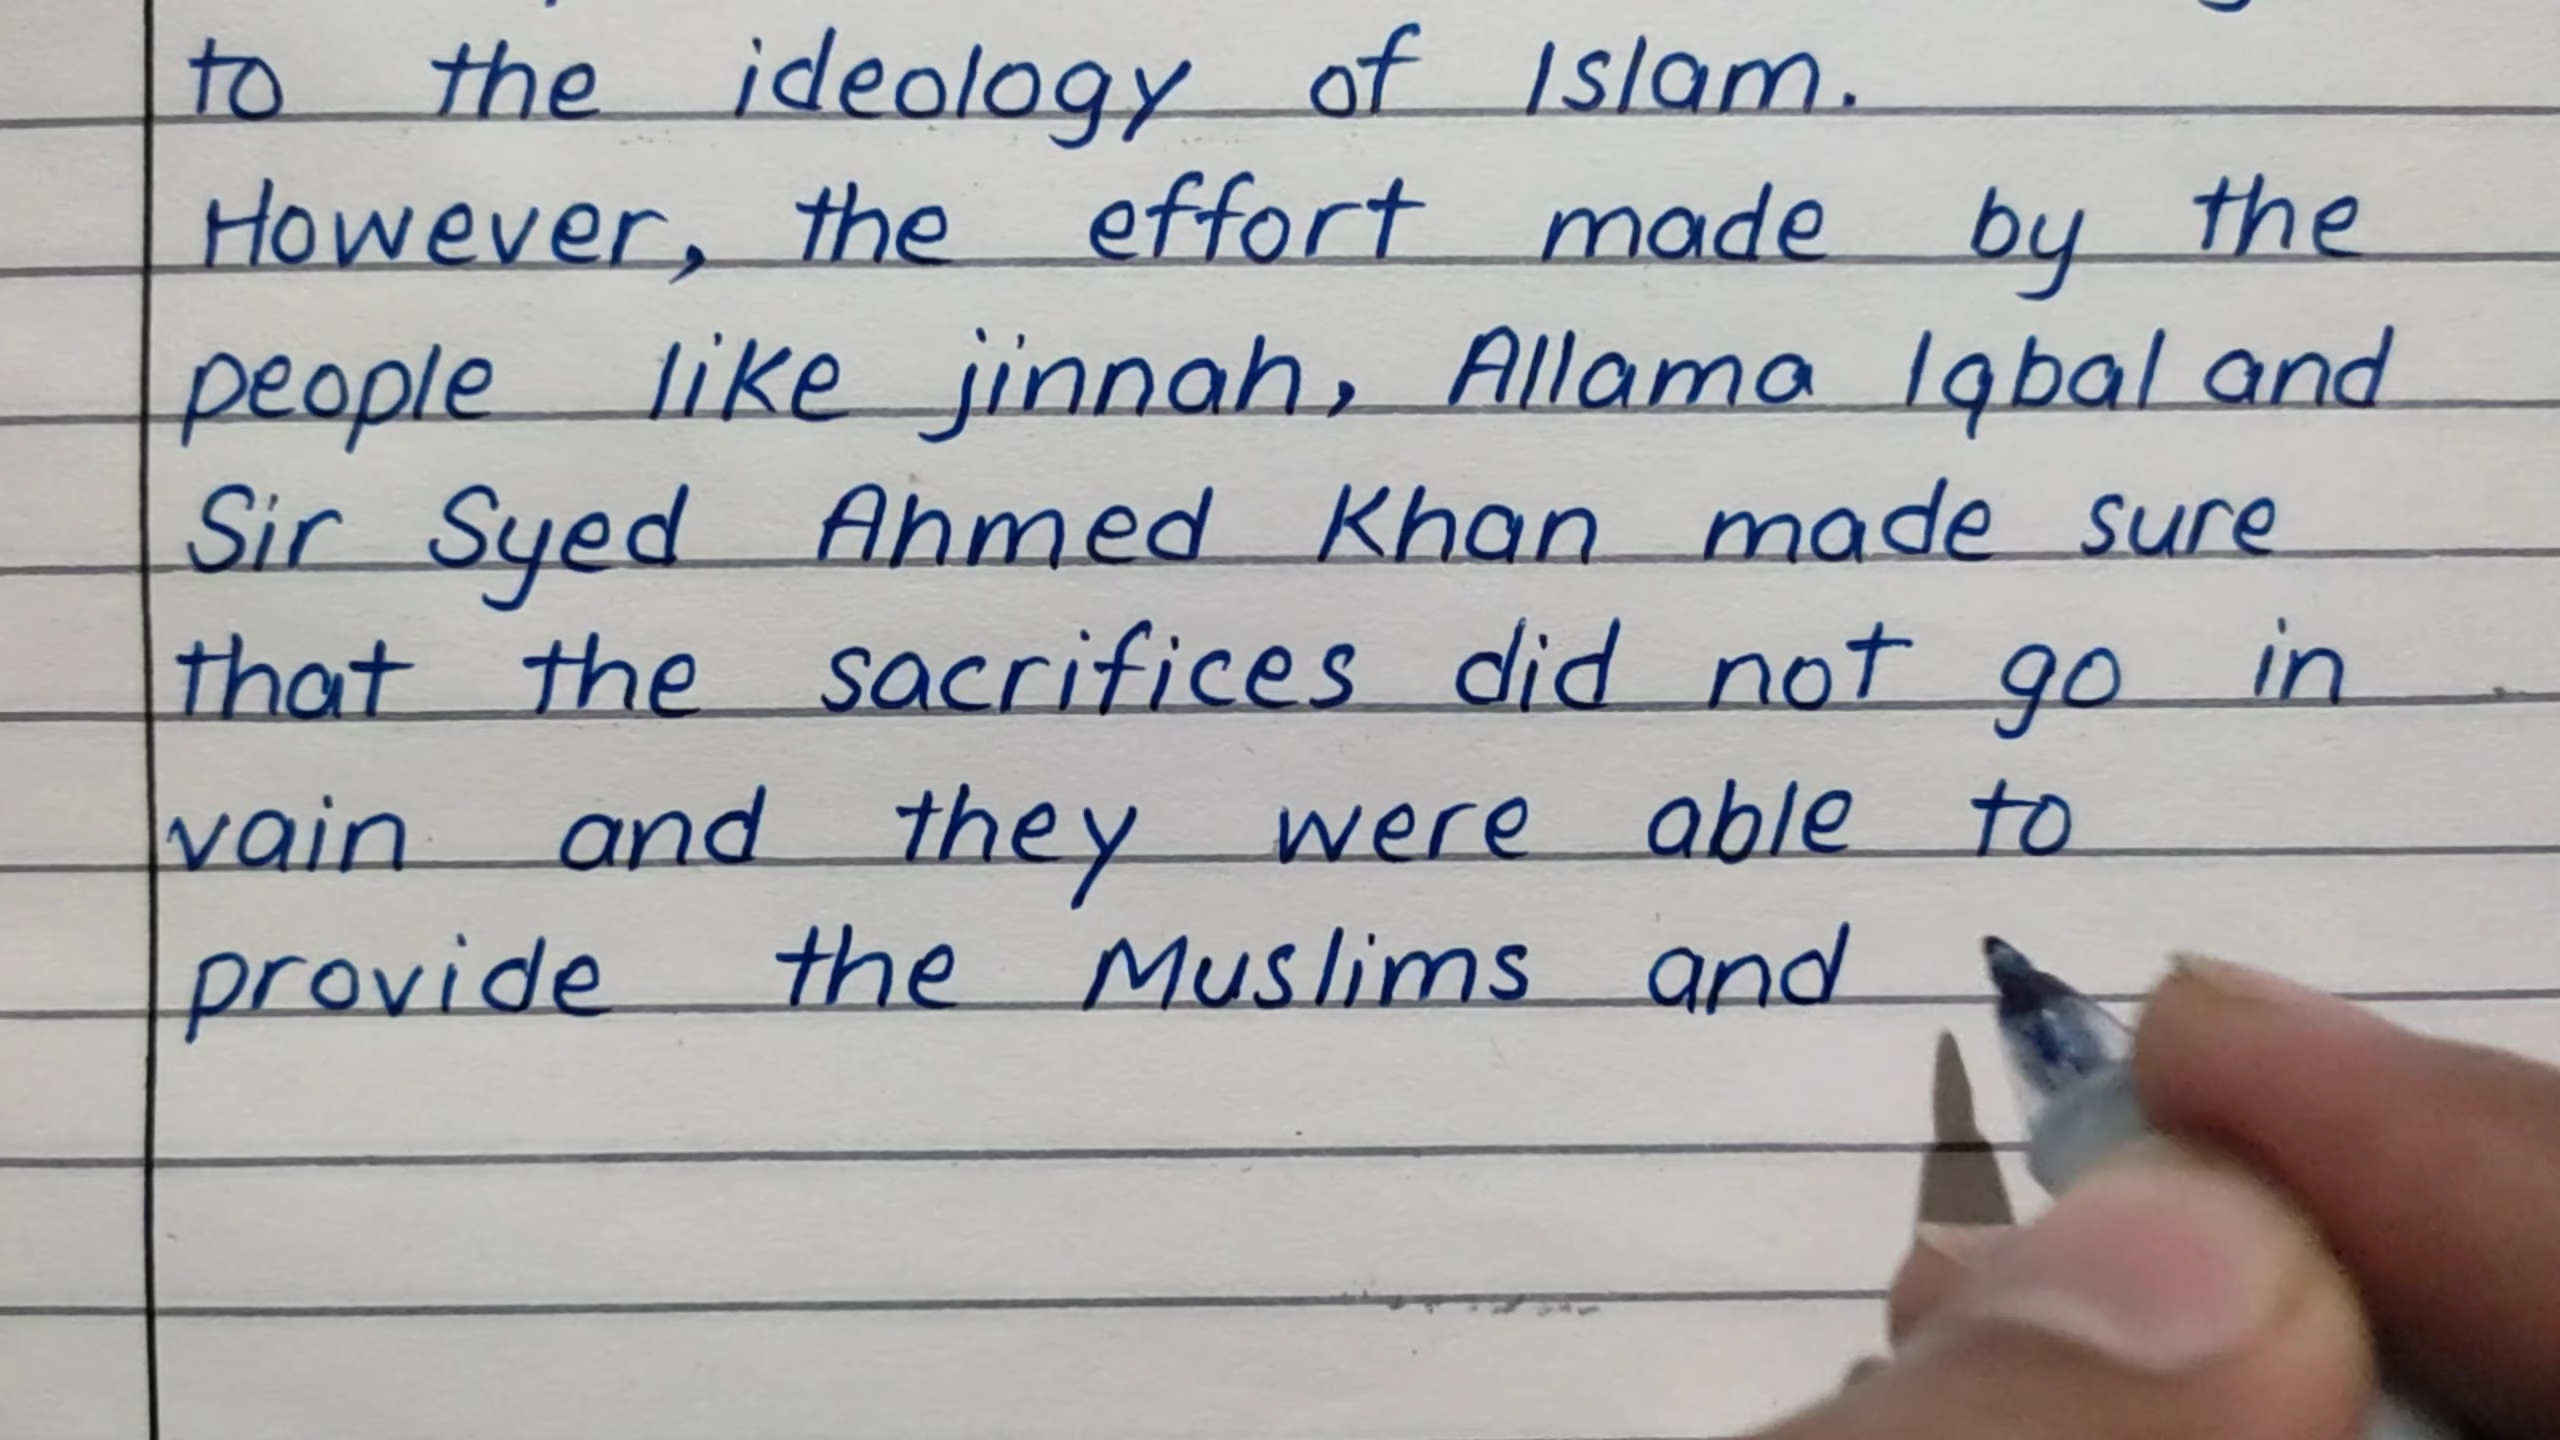 to the ideology of Islam.
However, the effort made by the
people like jinnah, Allama Iqbal and
Sir Syed Ahmed Khan made sure
that the sacrifices did not go in
vain and they were able to
provide the Muslims and